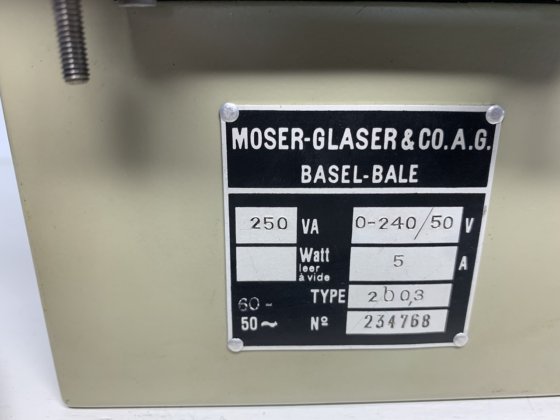 MOSER-GLASER & CO. A.G.
BASEL-BALE
250 VA 0-240/50 V
Watt 5 A
leer
à vide
TYPE 2b0,3
60-
50~ Nº 234768